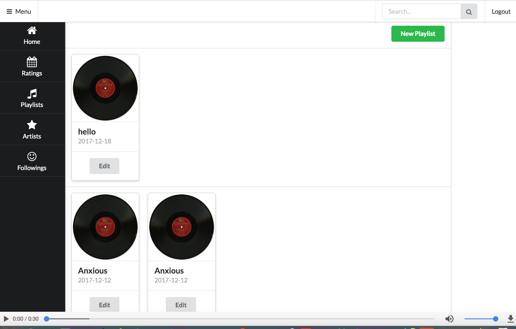 Menu
Search...
Logout
Home
New Playlist
Ratings
Playlists
Artists
Followings
hello
2017-12-18
Edit
Anxious
2017-12-12
Edit
Anxious
2017-12-12
Edit
0:00 / 0:30